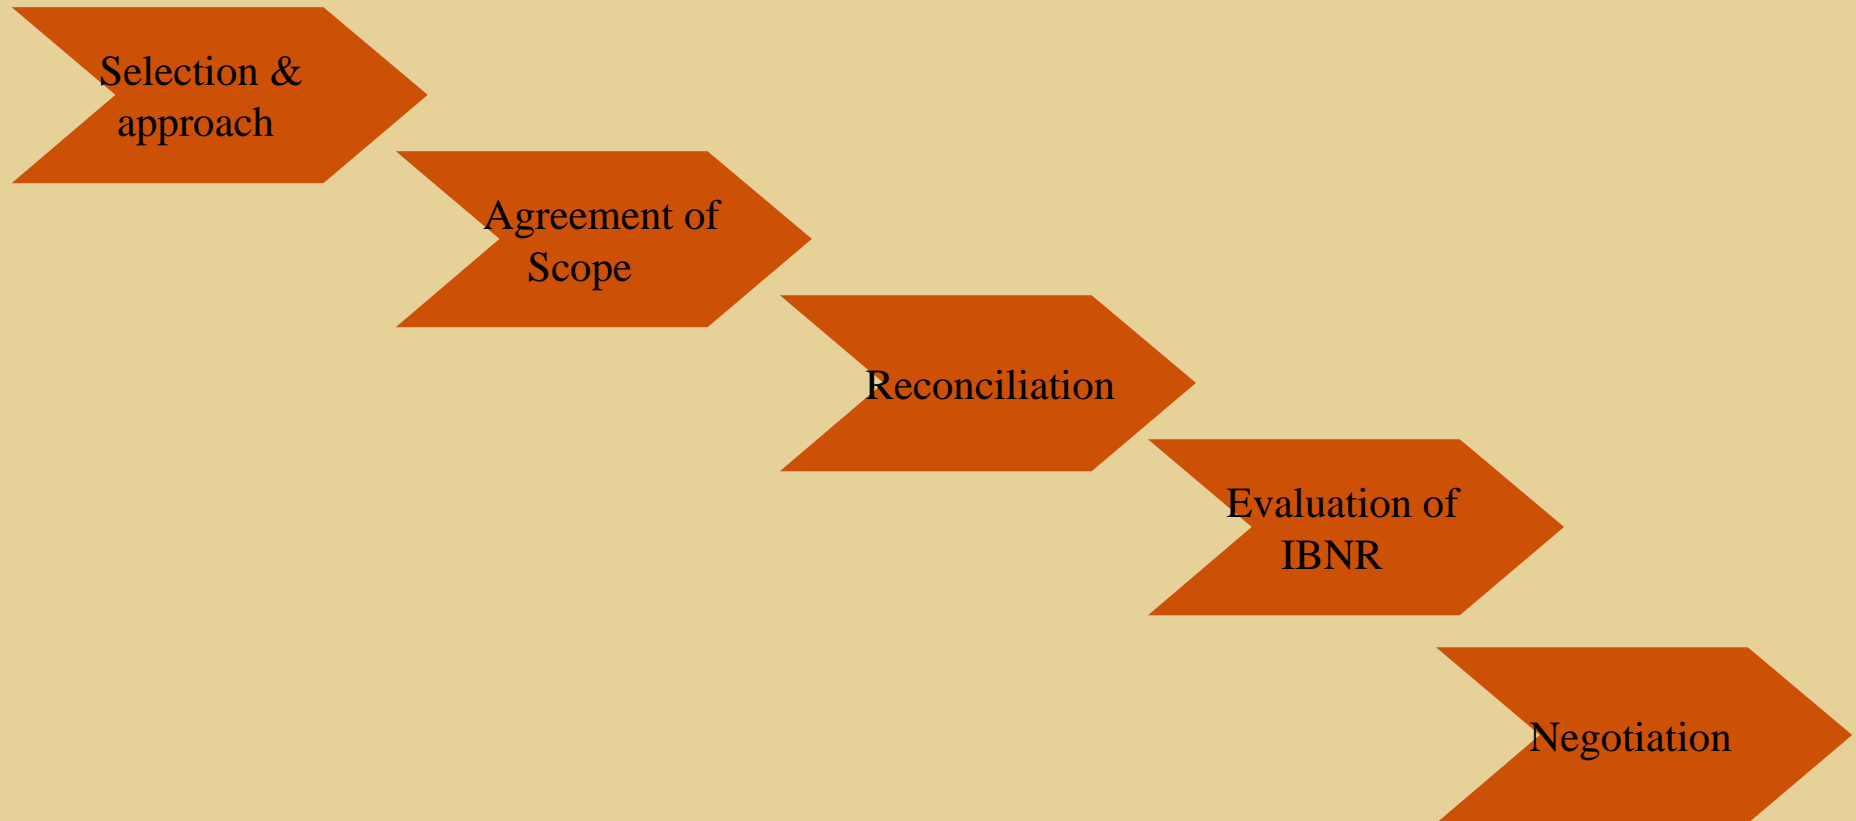 Selection &
approach
Agreement of
Scope
Reconciliation
Evaluation of
IBNR
Negotiation